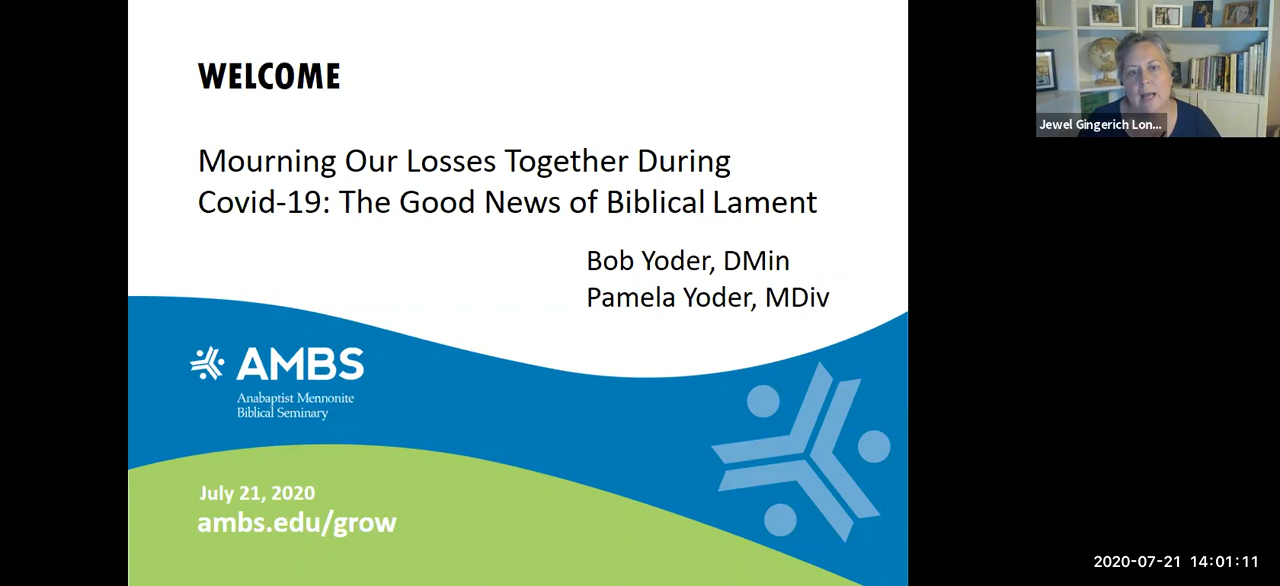 WELCOME
Mourning Our Losses Together During
Covid-19: The Good News of Biblical Lament
Bob Yoder, DMin
Pamela Yoder, MDiv
AMBS
Anabaptist Mennonite
Biblical Seminary
July 21, 2020
ambs.edu/grow
Jewel Gingerich Lon...
2020-07-21 14:01:11